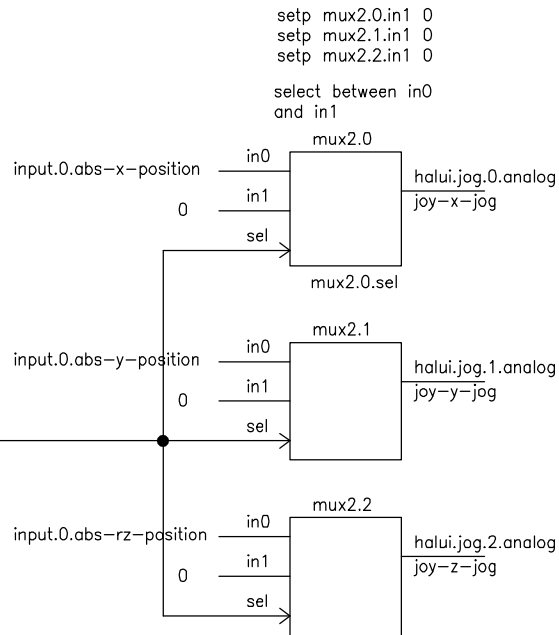 setp mux2.0.in1 0
setp mux2.1.in1 0
setp mux2.2.in1 0
select between in0
and in1
mux2.0
input.0.abs-x-position
in0
halui.jog.0.analog
in1
joy-x-jog
0
sel
mux2.0.sel
mux2.1
input.0.abs-y-position
in0
halui.jog.1.analog
in1
joy-y-jog
0
sel
mux2.2
input.0.abs-rz-position
in0
halui.jog.2.analog
in1
joy-z-jog
0
sel